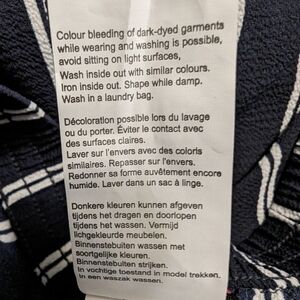 Colour bleeding of dark-dyed garments
while wearing and washing is possible,
avoid sitting on light surfaces,
Wash inside out with similar colours.
Iron inside out. Shape while damp.
Wash in a laundry bag.
Décoloration possible lors du lavage
ou du porter. Éviter le contact avec
des surfaces claires.
Laver sur l'envers avec des coloris
similaires. Repasser sur l'envers.
Redonner sa forme auvêtement encore
humide. Laver dans un sac à linge.
Donkere kleuren kunnen afgeven
tijdens het dragen en doorlopen
tijdens het wassen. Vermijd
lichgekleurde meubelen.
Binnenstebuiten wassen met
soortgelijke kleuren.
Binnenstebuiten strijken.
In vochtige toestand in model trekken.
In een waszak wassen.